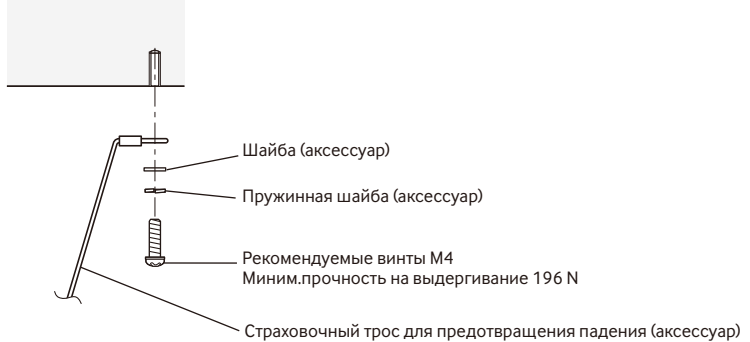 Шайба (аксессуар)
Пружинная шайба (аксессуар)
Рекомендуемые винты M4
Миним.прочность на выдергивание 196 N
Страховочный трос для предотвращения падения (аксессуар)